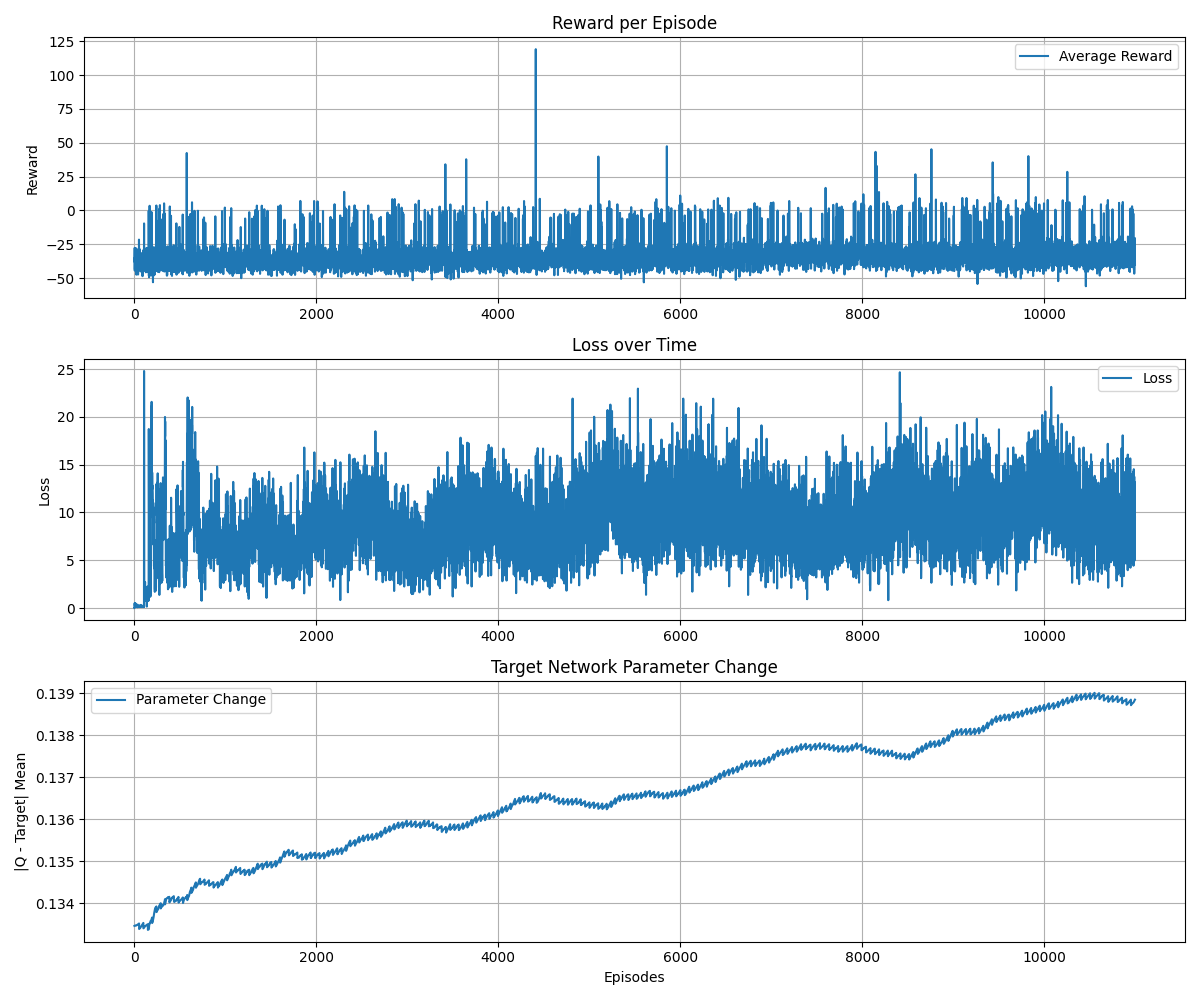 Reward per Episode
125
100
75
50
25
0
−25
−50
Reward
Average Reward
0 2000 4000 6000 8000 10000
Loss over Time
25
20
15
10
5
0
Loss
Loss
0 2000 4000 6000 8000 10000
Target Network Parameter Change
0.139
0.138
0.137
0.136
0.135
0.134
|Q - Target| Mean
Parameter Change
0 2000 4000 6000 8000 10000
Episodes